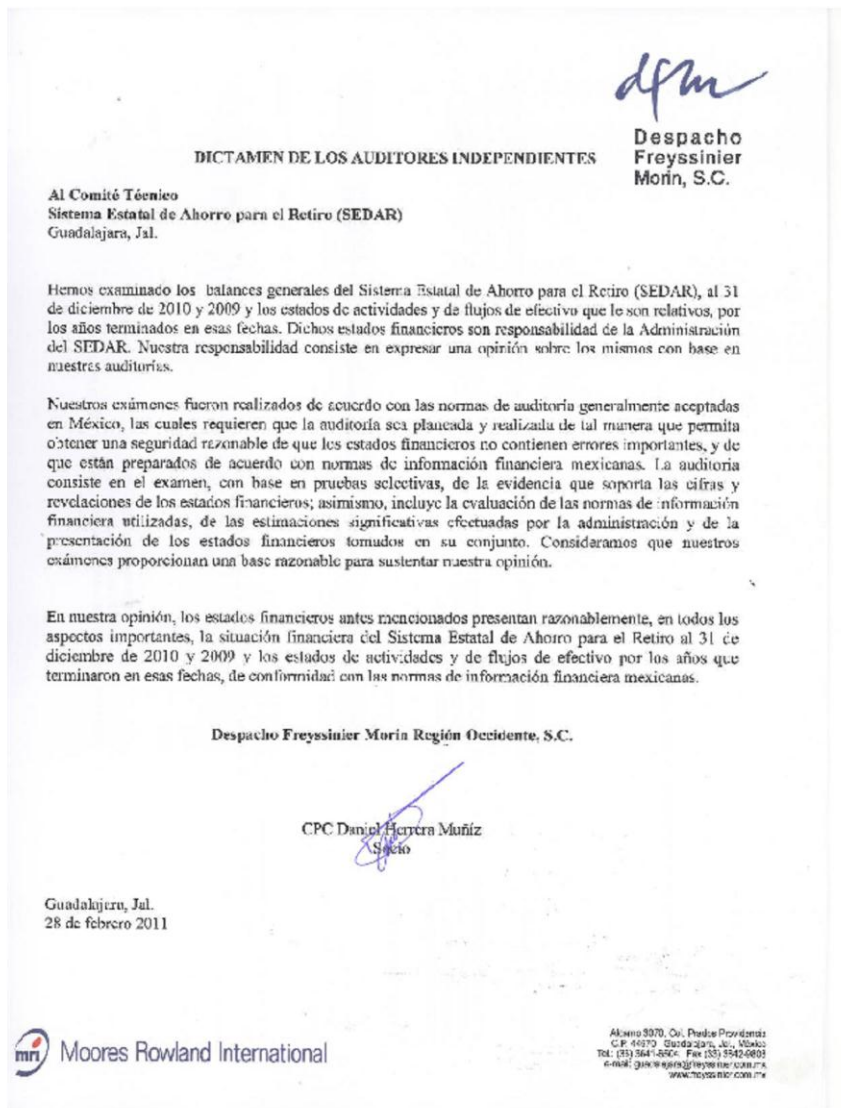 dfm
Despacho
Freyssinier
Morin, S.C.
DICTAMEN DE LOS AUDITORES INDEPENDIENTES
Al Comité Técnico
Sistema Estatal de Ahorro para el Retiro (SEDAR)
Guadalajara, Jal.
Hemos examinado los balances generales del Sistema Estatal de Ahorro para el Retiro (SEDAR), al 31
de diciembre de 2010 y 2009 y los estados de actividades y de flujos de efectivo que le son relativos, por
los años terminados en esas fechas. Dichos estados financieros son responsabilidad de la Administración
del SEDAR. Nuestra responsabilidad consiste en expresar una opinión sobre los mismos con base en
nuestras auditorías.
Nuestros exámenes fueron realizados de acuerdo con las normas de auditoría generalmente aceptadas
en México, las cuales requieren que la auditoría sea planeada y realizada de tal manera que permita
obtener una seguridad razonable de que los estados financieros no contienen errores importantes, y de
que están preparados de acuerdo con normas de información financiera mexicanas. La auditoria
consiste en el examen, con base en pruebas selectivas, de la evidencia que soporta las cifras y
revelaciones de los estados financieros; asimismo, incluye la evaluación de las normas de información
financiera utilizadas, de las estimaciones significativas efectuadas por la administración y de la
presentación de los estados financieros tomados en su conjunto. Consideramos que nuestros
exámenes proporcionan una base razonable para sustentar nuestra opinión.
En nuestra opinión, los estados financieros antes mencionados presentan razonablemente, en todos los
aspectos importantes, la situación financiera del Sistema Estatal de Ahorro para el Retiro al 31 de
diciembre de 2010 y 2009 y los estados de actividades y de flujos de efectivo por los años que
terminaron en esas fechas, de conformidad con las normas de información financiera mexicanas.
Despacho Freyssinier Morin Región Occidente, S.C.
CPC Daniel Herrera Muñíz
Socio
Guadalajara, Jal.
28 de febrero 2011
mri Moores Rowland International
3070, Col. Prados Providencia
C.P. 44670 Guadalajara, Jal., México
Tel.: (33) Fax (33)
e-mail:
www.freyssinier.com.mx